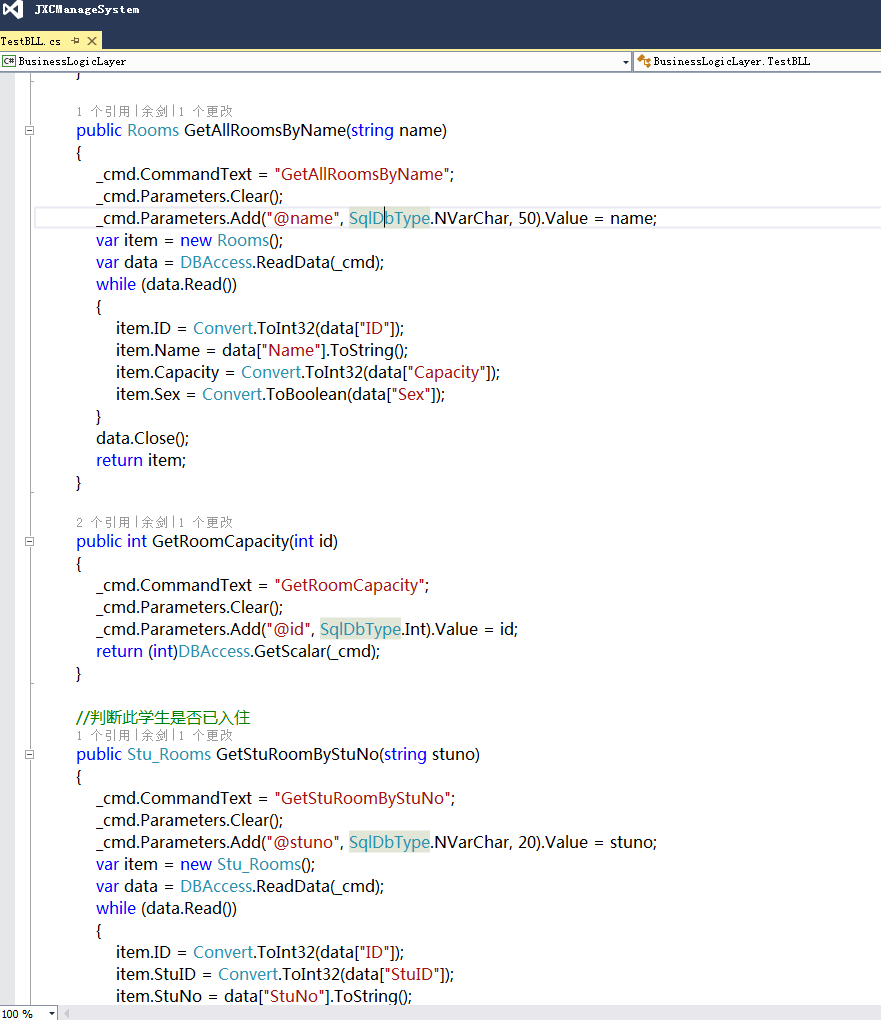 JXCManageSystem
TestBLL.cs
C# BusinessLogicLayer
BusinessLogicLayer.TestBLL
}
1 个引用|余剑|1 个更改
public Rooms GetAllRoomsByName(string name)
{
_cmd.CommandText = "GetAllRoomsByName";
_cmd.Parameters.Clear();
_cmd.Parameters.Add("@name", SqlDbType.NVarChar, 50).Value = name;
var item = new Rooms();
var data = DBAccess.ReadData(_cmd);
while (data.Read())
{
item.ID = Convert.ToInt32(data["ID"]);
item.Name = data["Name"].ToString();
item.Capacity = Convert.ToInt32(data["Capacity"]);
item.Sex = Convert.ToBoolean(data["Sex"]);
}
data.Close();
return item;
}
2 个引用|余剑|1 个更改
public int GetRoomCapacity(int id)
{
_cmd.CommandText = "GetRoomCapacity";
_cmd.Parameters.Clear();
_cmd.Parameters.Add("@id", SqlDbType.Int).Value = id;
return (int)DBAccess.GetScalar(_cmd);
}
//判断此学生是否已入住
1 个引用|余剑|1 个更改
public Stu_Rooms GetStuRoomByStuNo(string stuno)
{
_cmd.CommandText = "GetStuRoomByStuNo";
_cmd.Parameters.Clear();
_cmd.Parameters.Add("@stuno", SqlDbType.NVarChar, 20).Value = stuno;
var item = new Stu_Rooms();
var data = DBAccess.ReadData(_cmd);
while (data.Read())
{
item.ID = Convert.ToInt32(data["ID"]);
item.StuID = Convert.ToInt32(data["StuID"]);
item.StuNo = data["StuNo"].ToString();
100 %